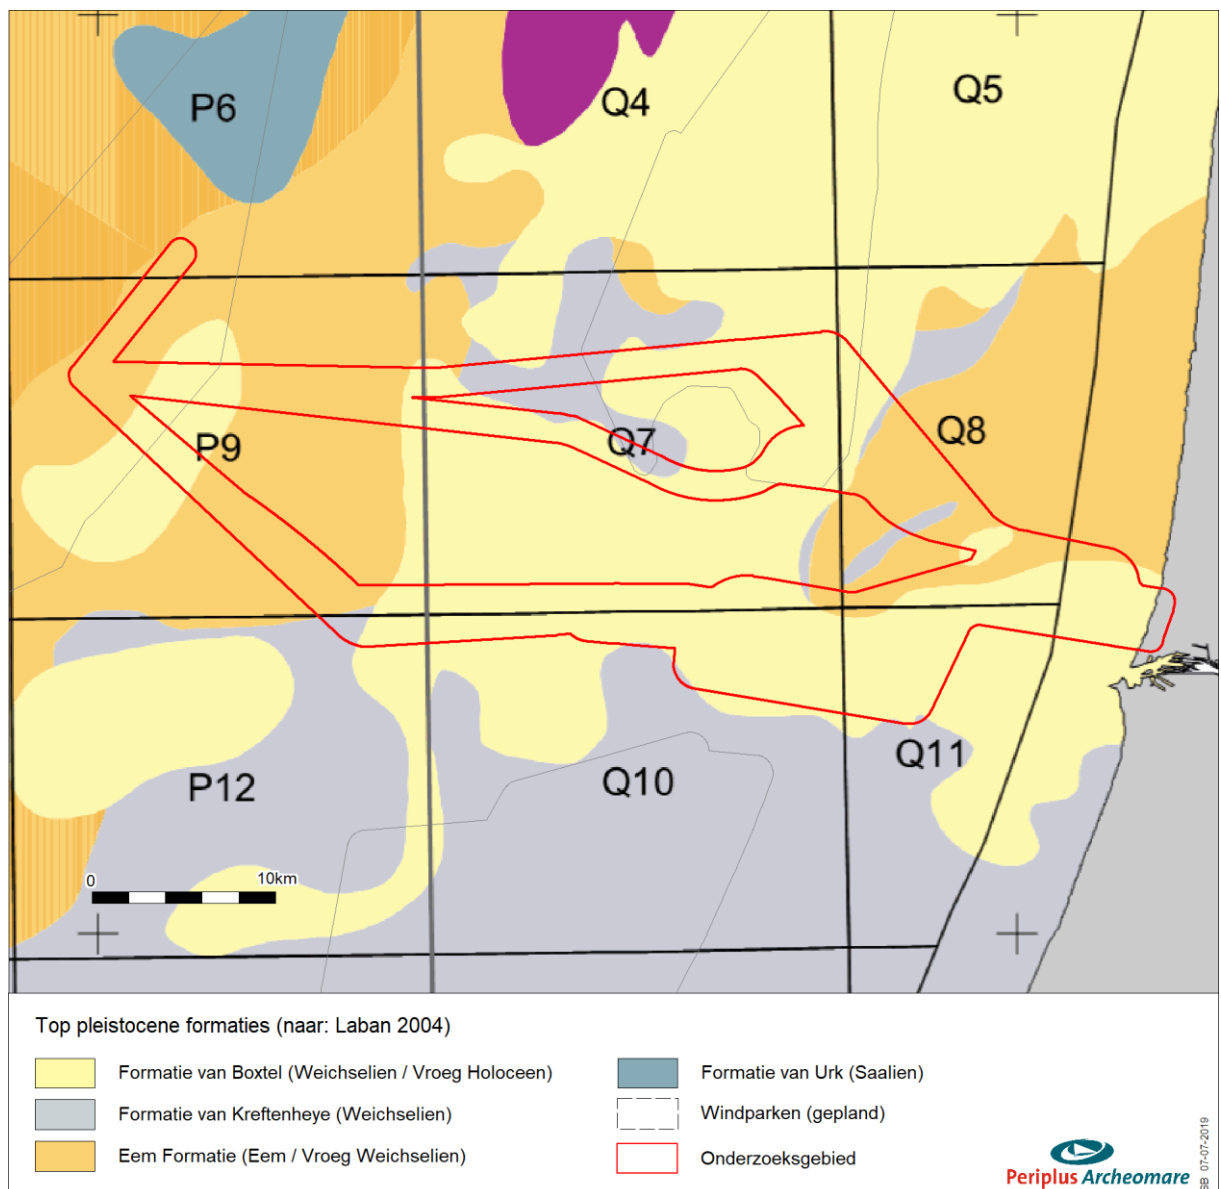 P6
Q4
Q5
P9
Q7
Q8
P12
Q10
Q11
0 10km
Top pleistocene formaties (naar: Laban 2004)
Formatie van Boxtel (Weichselien / Vroeg Holoceen)
Formatie van Kreftenheye (Weichselien)
Eem Formatie (Eem / Vroeg Weichselien)
Formatie van Urk (Saalien)
Windparken (gepland)
Onderzoeksgebied
Periplus Archeomare
SB 07-07-2019